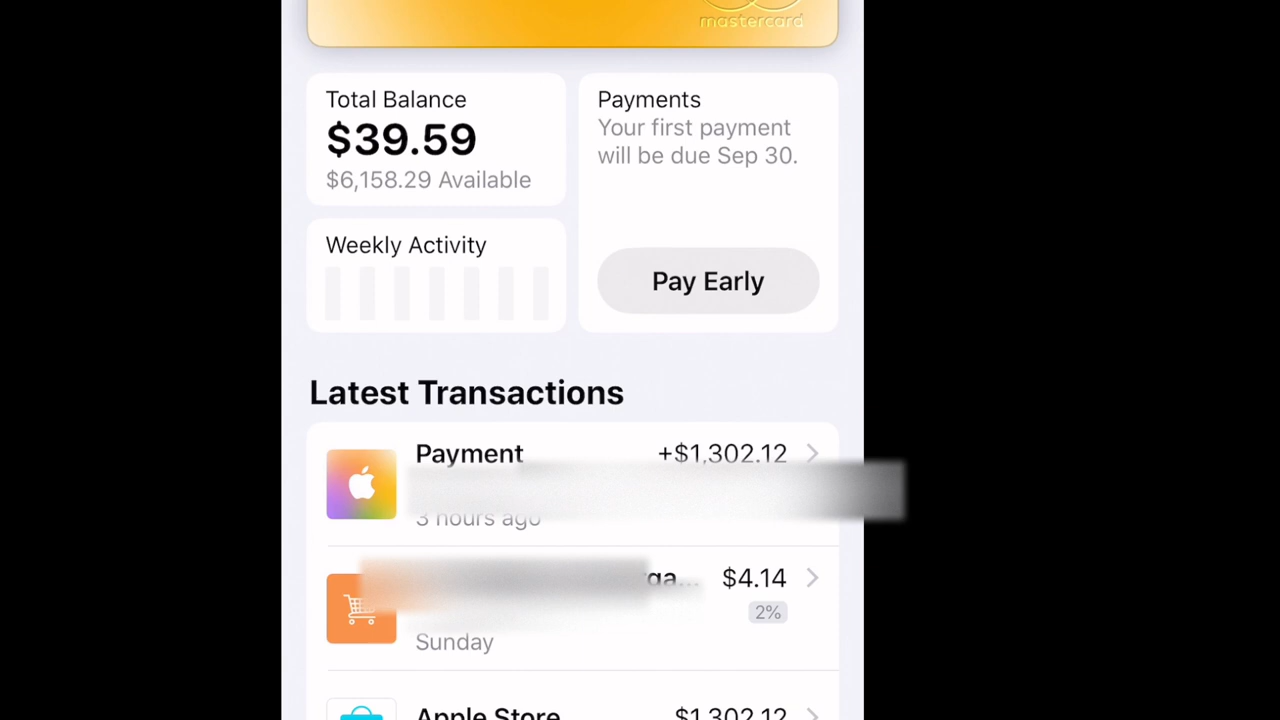 mastercard
Total Balance
$39.59
$6,158.29 Available
Payments
Your first payment
will be due Sep 30.
Pay Early
Weekly Activity
Latest Transactions
Payment
+$1,302.12
3 hours ago
ga...
$4.14
2%
Sunday
Apple Store
$1,302.12